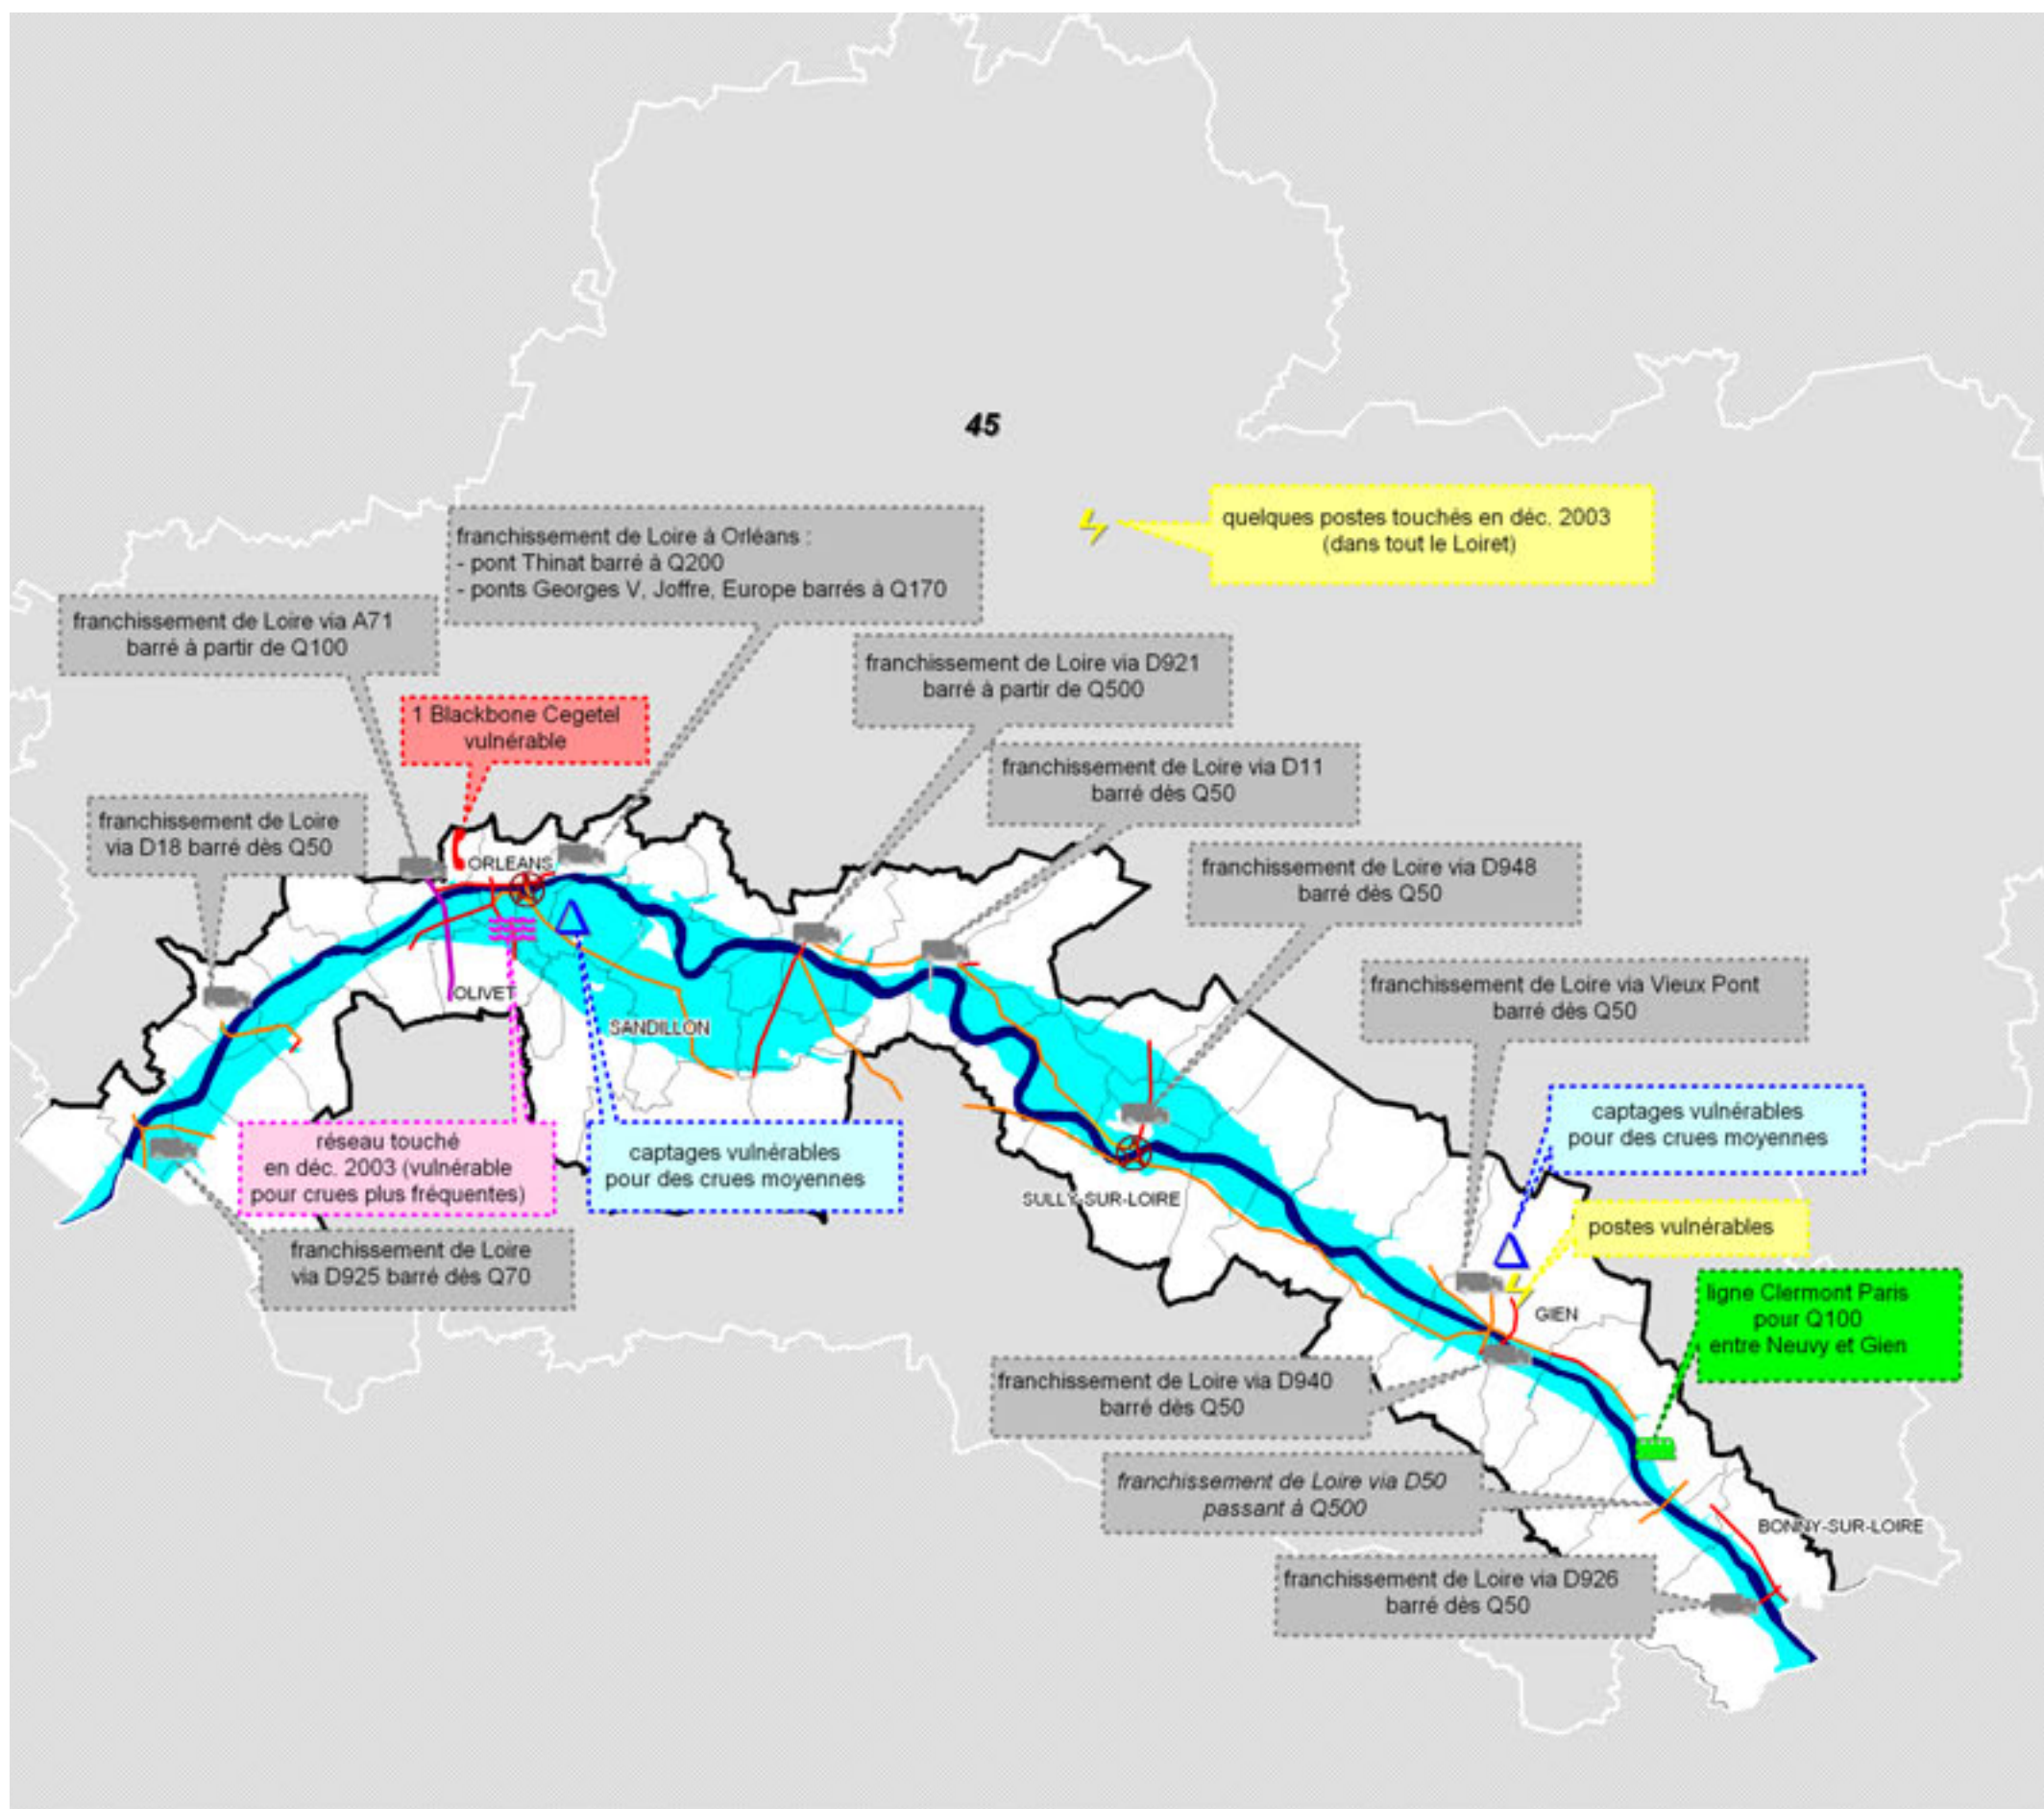 45
quelques postes touchés en déc. 2003
(dans tout le Loiret)
franchissement de Loire à Orléans :
- pont Thinat barré à Q200
- ponts Georges V, Joffre, Europe barrés à Q170
franchissement de Loire via A71
barré à partir de Q100
franchissement de Loire via D921
barré à partir de Q500
1 Blackbone Cegetel
vulnérable
franchissement de Loire via D11
barré dès Q50
franchissement de Loire
via D18 barré dès Q50
franchissement de Loire via D948
barré dès Q50
ORLEANS
franchissement de Loire via Vieux Pont
barré dès Q50
OLIVET
SANDILLON
captages vulnérables
pour des crues moyennes
réseau touché
en déc. 2003 (vulnérable
pour crues plus fréquentes)
captages vulnérables
pour des crues moyennes
SULLY-SUR-LOIRE
postes vulnérables
franchissement de Loire
via D925 barré dès Q70
ligne Clermont Paris
pour Q100
entre Neuvy et Gien
GIEN
franchissement de Loire via D940
barré dès Q50
franchissement de Loire via D50
passant à Q500
BONNY-SUR-LOIRE
franchissement de Loire via D926
barré dès Q50